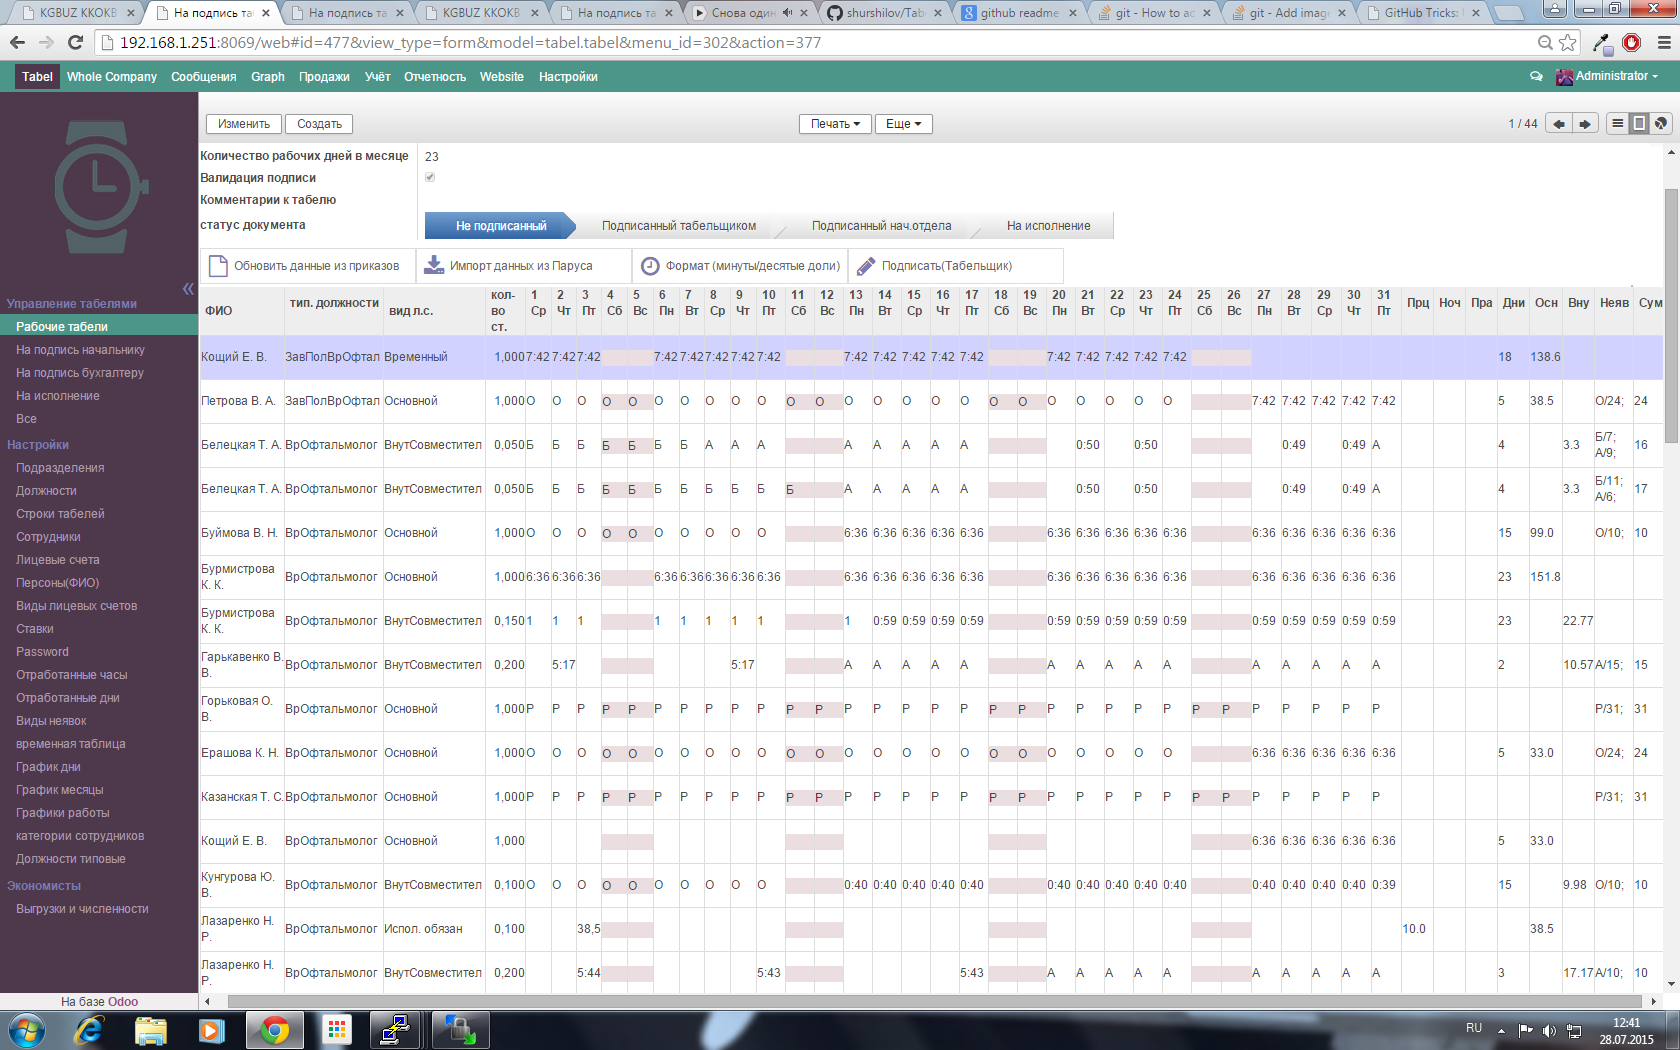 KGBUZ KKOKB
На подпись таб
На подпись та
KGBUZ KKOKB
На подпись та
Снова один
shurshilov/Tab
github readme
git - How to ad
git - Add imag
GitHub Tricks:
192.168.1.251:8069/web#id=477&view_type=form&model=tabel.tabel&menu_id=302&action=377
Tabel Whole Company Сообщения Graph Продажи Учёт Отчетность Website Настройки Administrator
Изменить Создать Печать Еще 1 / 44
Количество рабочих дней в месяце 23
Валидация подписи
Комментарии к табелю
статус документа Не подписанный Подписанный табельщиком Подписанный нач.отдела На исполнение
Обновить данные из приказов Импорт данных из Паруса Формат (минуты/десятые доли) Подписать(Табельщик)
Управление табелями
Рабочие табели
На подпись начальнику
На подпись бухгалтеру
На исполнение
Все
Настройки
Подразделения
Должности
Строки табелей
Сотрудники
Лицевые счета
Персоны(ФИО)
Виды лицевых счетов
Ставки
Password
Отработанные часы
Отработанные дни
Виды неявок
временная таблица
График дни
График месяцы
Графики работы
категории сотрудников
Должности типовые
Экономисты
Выгрузки и численности
На базе Odoo
ФИО тип. должности вид л.с. кол-во ст. 1 Ср 2 Чт 3 Пт 4 Сб 5 Вс 6 Пн 7 Вт 8 Ср 9 Чт 10 Пт 11 Сб 12 Вс 13 Пн 14 Вт 15 Ср 16 Чт 17 Пт 18 Сб 19 Вс 20 Пн 21 Вт 22 Ср 23 Чт 24 Пт 25 Сб 26 Вс 27 Пн 28 Вт 29 Ср 30 Чт 31 Пт Прц Ноч Пра Дни Осн Вну Неяв Сум
Кощий Е. В. ЗавПолВрОфтал Временный 1,000 7:42 7:42 7:42 7:42 7:42 7:42 7:42 7:42 7:42 7:42 7:42 7:42 7:42 7:42 7:42 7:42 7:42 7:42 18 138.6
Петрова В. А. ЗавПолВрОфтал Основной 1,000 О О О О О О О О О О О О О О О О О О О О О О О О 7:42 7:42 7:42 7:42 7:42 5 38.5 О/24; 24
Белецкая Т. А. ВрОфтальмолог ВнутСовместител 0,050 Б Б Б Б Б Б Б А А А А А А А А 0:50 0:50 0:49 0:49 А 4 3.3 Б/7; А/9; 16
Белецкая Т. А. ВрОфтальмолог ВнутСовместител 0,050 Б Б Б Б Б Б Б Б Б Б Б А А А А А 0:50 0:50 0:49 0:49 А 4 3.3 Б/11; А/6; 17
Буймова В. Н. ВрОфтальмолог Основной 1,000 О О О О О О О О О О 6:36 6:36 6:36 6:36 6:36 6:36 6:36 6:36 6:36 6:36 6:36 6:36 6:36 6:36 6:36 15 99.0 О/10; 10
Бурмистрова К. К. ВрОфтальмолог Основной 1,000 6:36 6:36 6:36 6:36 6:36 6:36 6:36 6:36 6:36 6:36 6:36 6:36 6:36 6:36 6:36 6:36 6:36 6:36 6:36 6:36 6:36 6:36 6:36 23 151.8
Бурмистрова К. К. ВрОфтальмолог ВнутСовместител 0,150 1 1 1 1 1 1 1 1 1 0:59 0:59 0:59 0:59 0:59 0:59 0:59 0:59 0:59 0:59 0:59 0:59 0:59 0:59 23 22.77
Гарькавенко В. В. ВрОфтальмолог ВнутСовместител 0,200 5:17 5:17 А А А А А А А А А А А А А А А 2 10.57 А/15; 15
Горьковая О. В. ВрОфтальмолог Основной 1,000 Р Р Р Р Р Р Р Р Р Р Р Р Р Р Р Р Р Р Р Р Р Р Р Р Р Р Р Р Р Р Р Р/31; 31
Ерашова К. Н. ВрОфтальмолог Основной 1,000 О О О О О О О О О О О О О О О О О О О О О О О О 6:36 6:36 6:36 6:36 6:36 5 33.0 О/24; 24
Казанская Т. С. ВрОфтальмолог Основной 1,000 Р Р Р Р Р Р Р Р Р Р Р Р Р Р Р Р Р Р Р Р Р Р Р Р Р Р Р Р Р Р Р Р/31; 31
Кощий Е. В. ВрОфтальмолог Основной 1,000 6:36 6:36 6:36 6:36 6:36 5 33.0
Кунгурова Ю. В. ВрОфтальмолог ВнутСовместител 0,100 О О О О О О О О О О 0:40 0:40 0:40 0:40 0:40 0:40 0:40 0:40 0:40 0:40 0:40 0:40 0:40 0:40 0:39 15 9.98 О/10; 10
Лазаренко Н. Р. ВрОфтальмолог Испол. обязан 0,100 38,5 10.0 38.5
Лазаренко Н. Р. ВрОфтальмолог ВнутСовместител 0,200 5:44 5:43 5:43 А А А А А А А А А А 3 17.17 А/10; 10
RU 12:41
28.07.2015